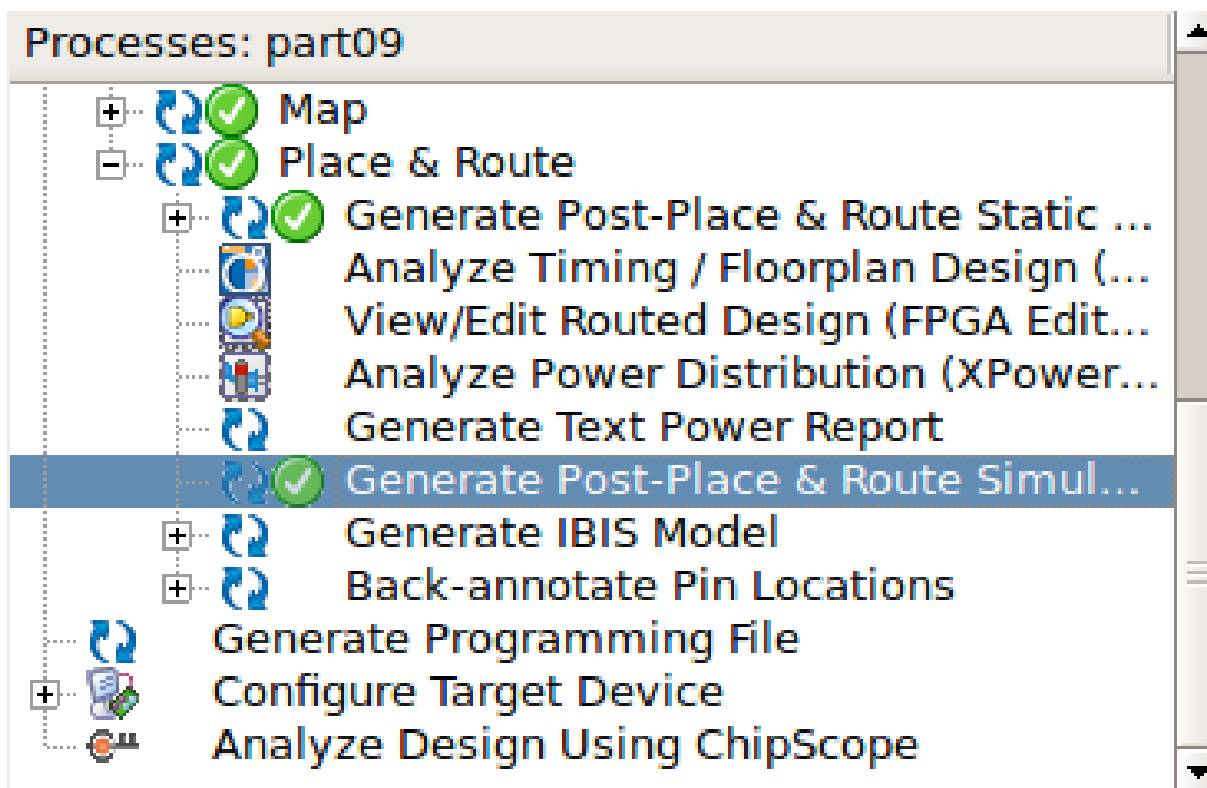 Processes: part09
Map
Place & Route
Generate Post-Place & Route Static ...
Analyze Timing / Floorplan Design (...
View/Edit Routed Design (FPGA Edit...
Analyze Power Distribution (XPower...
Generate Text Power Report
Generate Post-Place & Route Simul...
Generate IBIS Model
Back-annotate Pin Locations
Generate Programming File
Configure Target Device
Analyze Design Using ChipScope